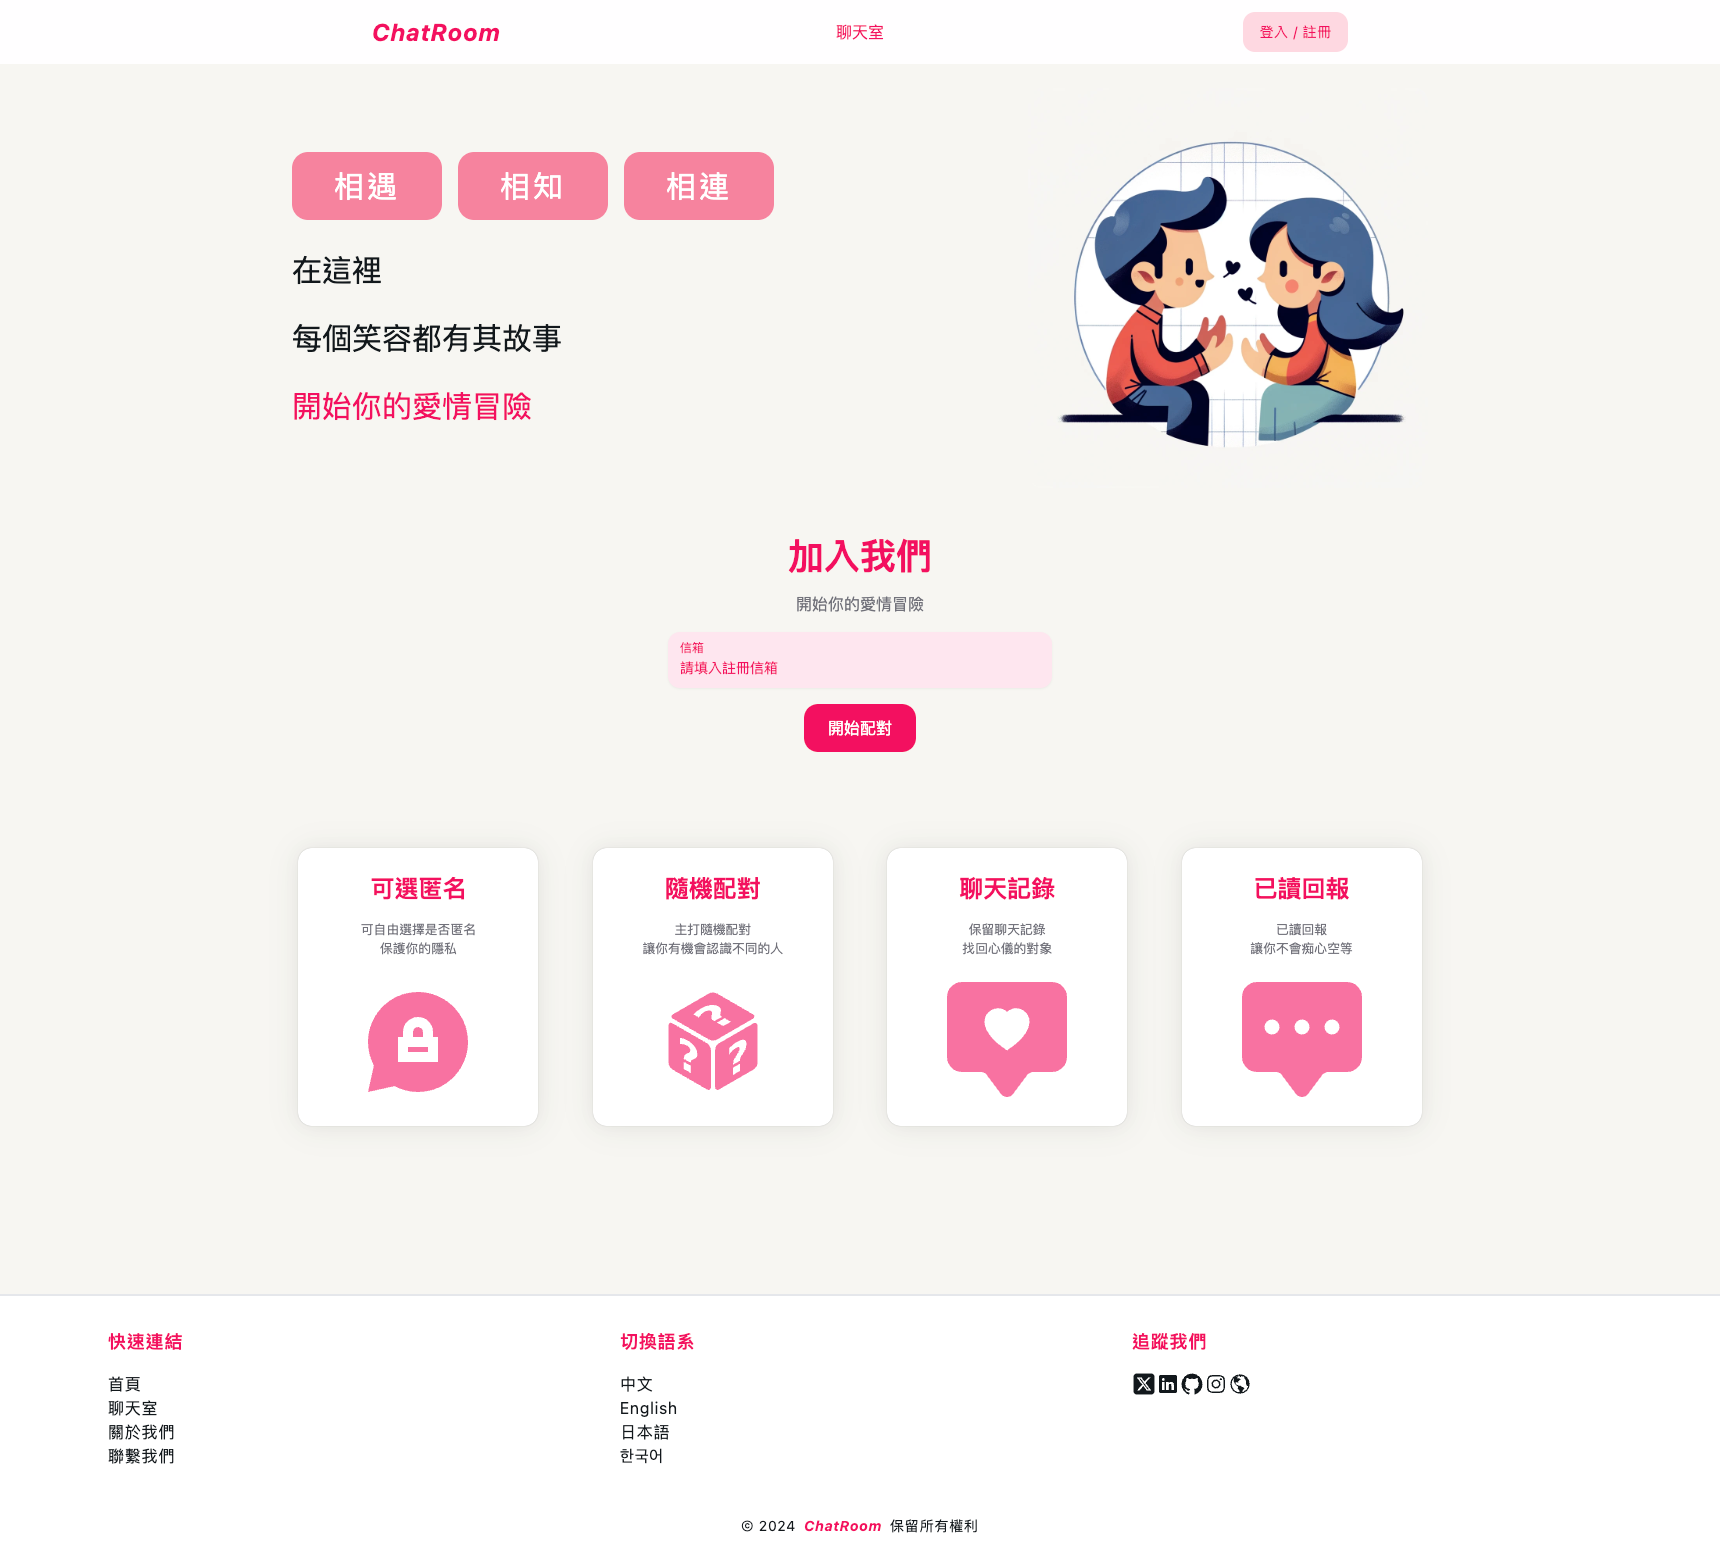 ChatRoom
聊天室
登入 / 註冊
相遇
相知
相連
在這裡
每個笑容都有其故事
開始你的愛情冒險
加入我們
開始你的愛情冒險
信箱
請填入註冊信箱
開始配對
可選匿名
可自由選擇是否匿名
保護你的隱私
隨機配對
主打隨機配對
讓你有機會認識不同的人
聊天記錄
保留聊天記錄
找回心儀的對象
已讀回報
已讀回報
讓你不會痴心空等
快速連結
首頁
聊天室
關於我們
聯繫我們
切換語系
中文
English
日本語
한국어
追蹤我們
© 2024 ChatRoom 保留所有權利